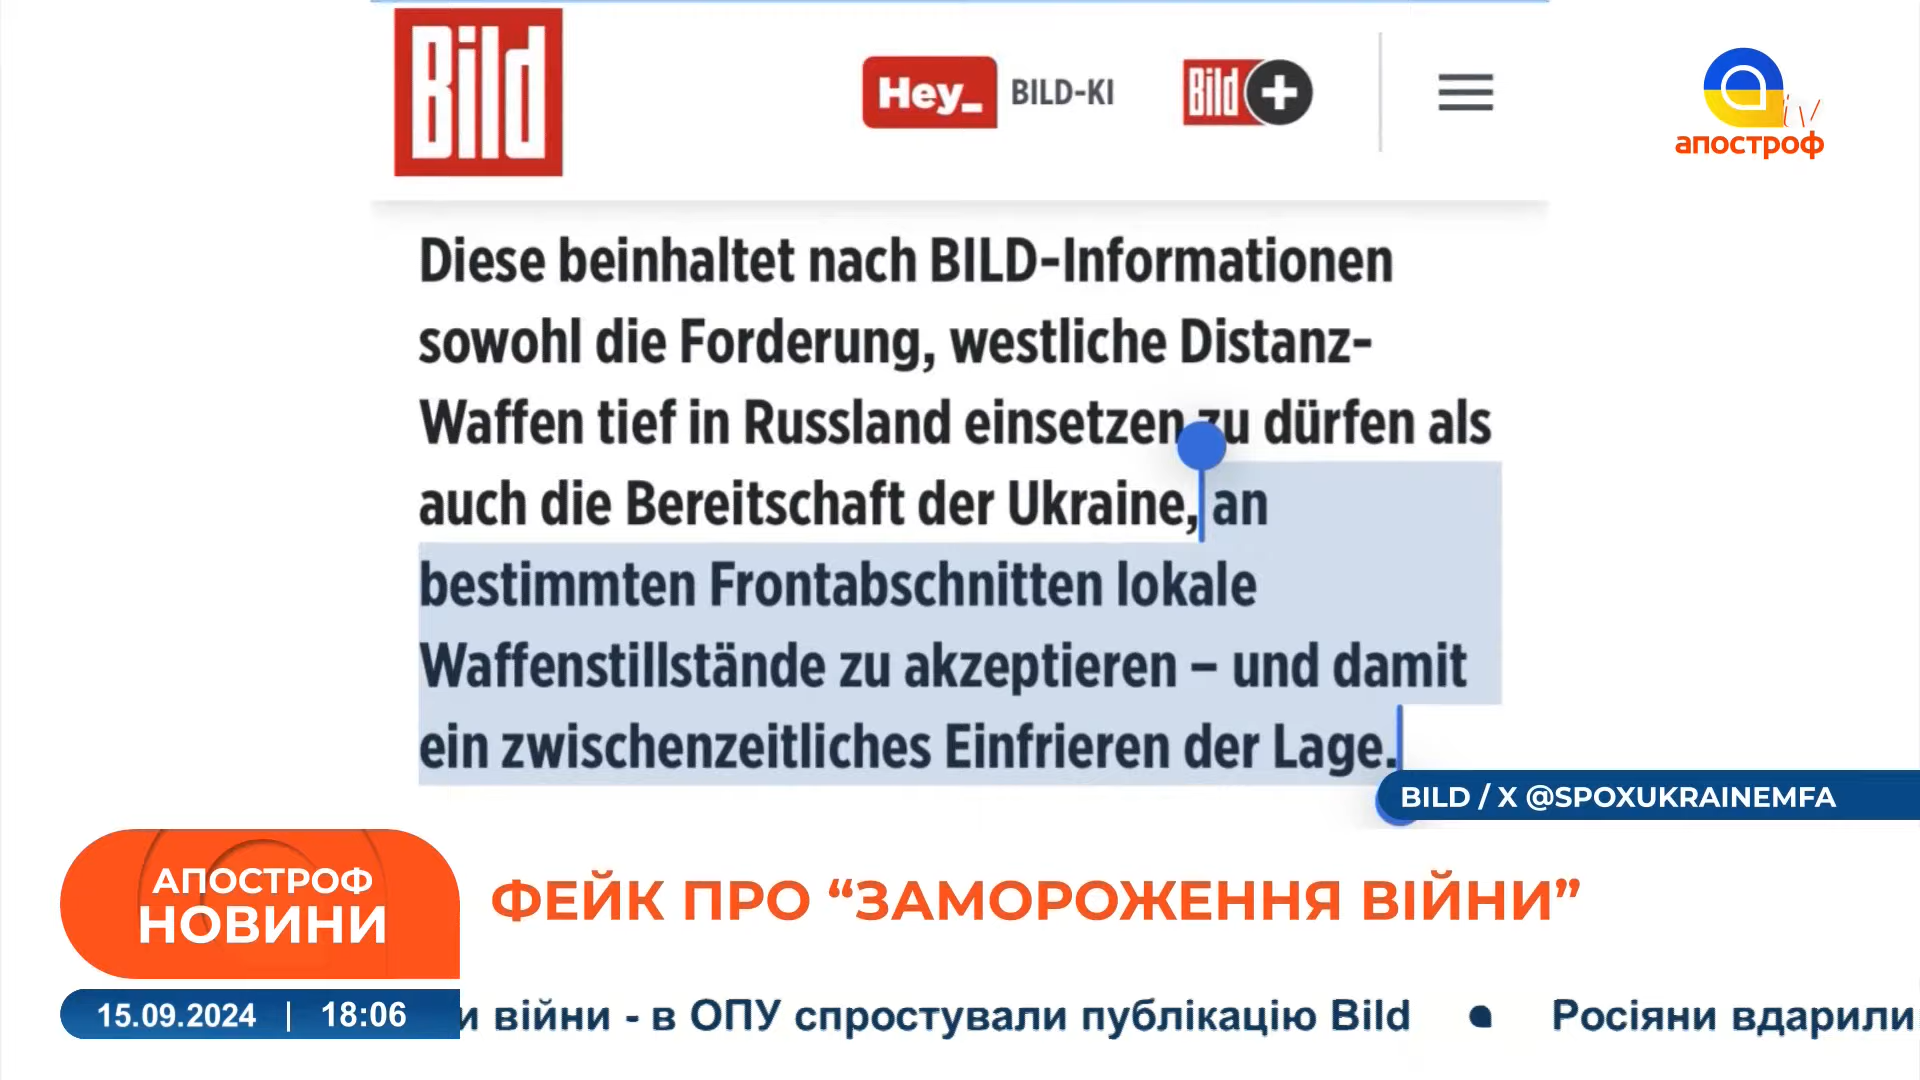 Bild
Hey_ BILD-KI
Bild+
апостроф tv
Diese beinhaltet nach BILD-Informationen
sowohl die Forderung, westliche Distanz-
Waffen tief in Russland einsetzen zu dürfen als
auch die Bereitschaft der Ukraine, an
bestimmten Frontabschnitten lokale
Waffenstillstände zu akzeptieren – und damit
ein zwischenzeitliches Einfrieren der Lage.
BILD / X @SPOXUKRAINEMFA
АПОСТРОФ
НОВИНИ
ФЕЙК ПРО “ЗАМОРОЖЕННЯ ВІЙНИ”
15.09.2024 | 18:06
и війни - в ОПУ спростували публікацію Bild • Росіяни вдарили